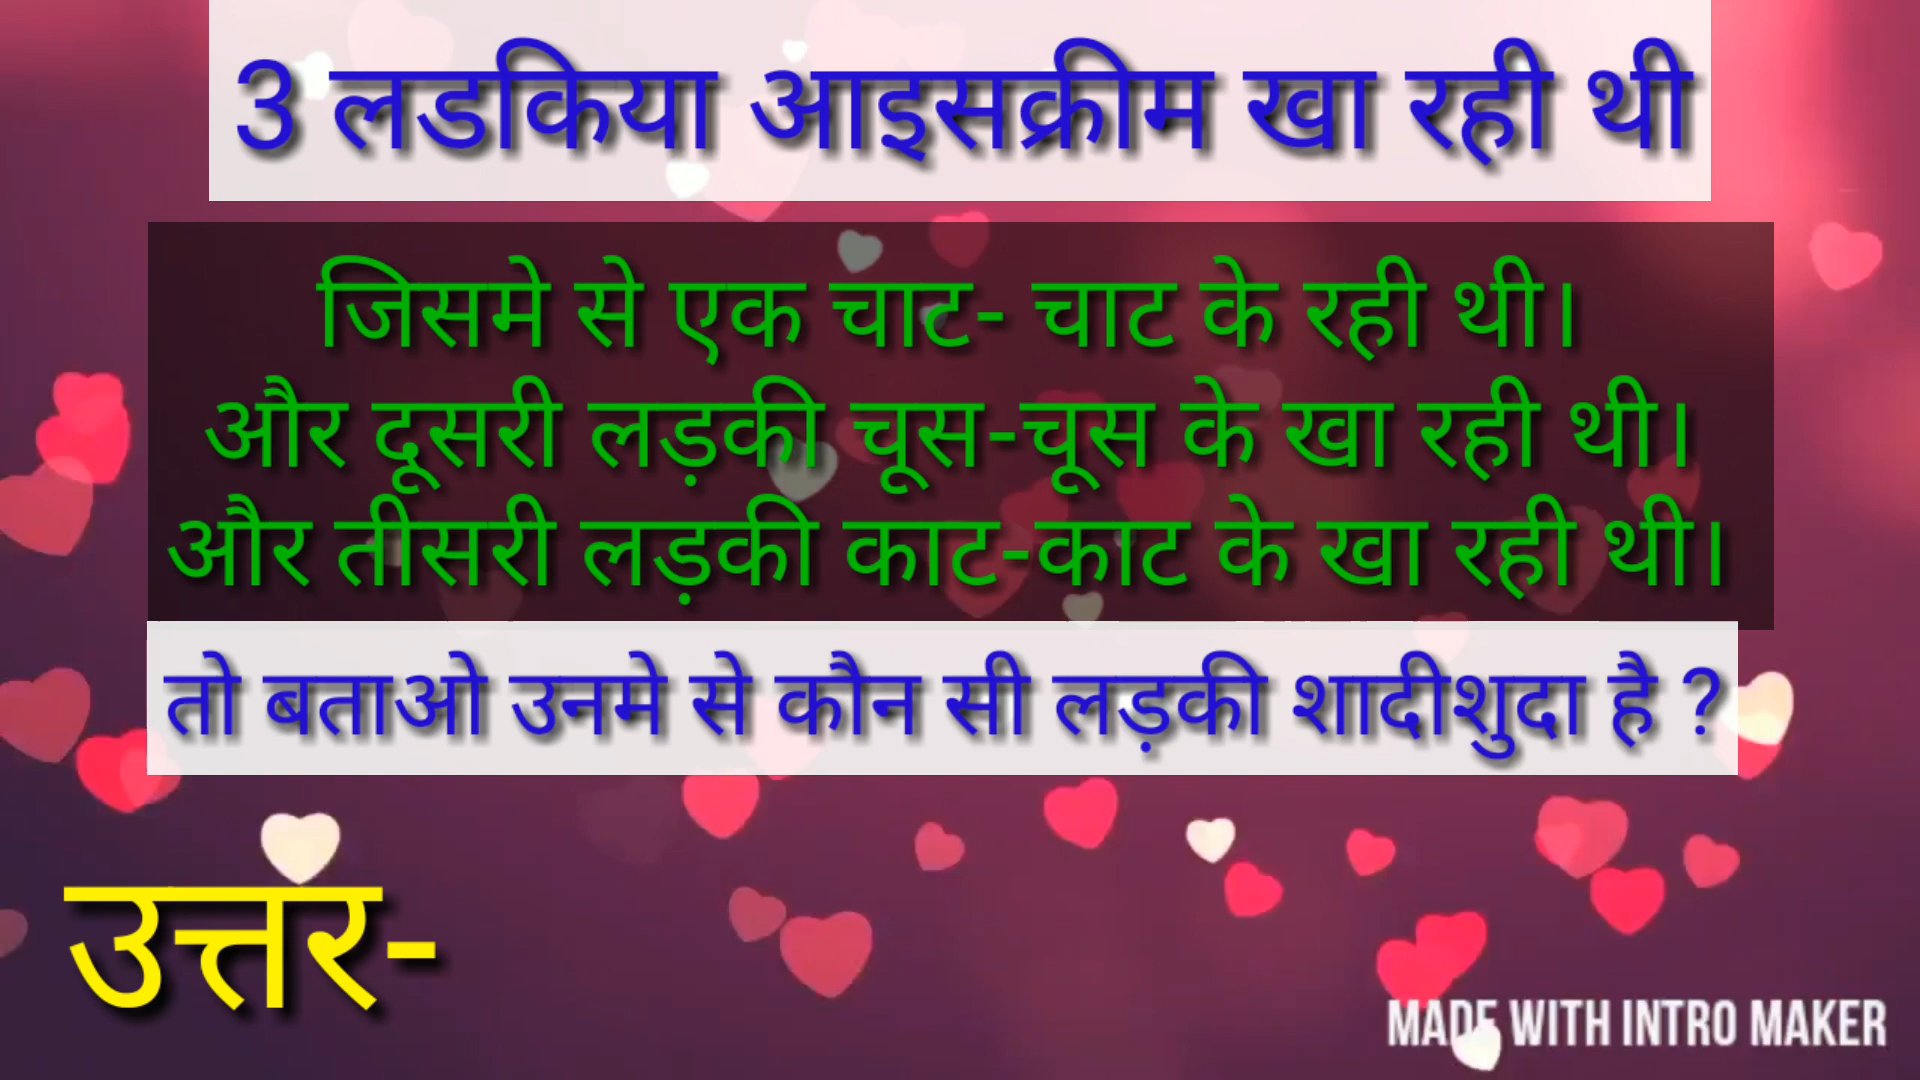 3 लडकिया आइसक्रीम खा रही थी
जिसमे से एक चाट- चाट के रही थी।
और दूसरी लड़की चूस-चूस के खा रही थी।
और तीसरी लड़की काट-काट के खा रही थी।
तो बताओ उनमे से कौन सी लड़की शादीशुदा है ?
उत्तर-
MADE WITH INTRO MAKER